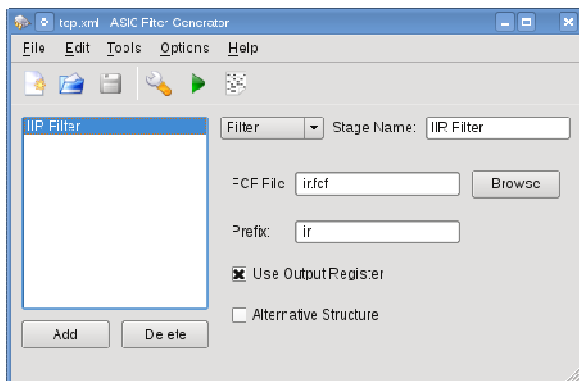 top.xml ASIC Filter Generator
File Edit Tools Options Help
IIR Filter
Filter
Stage Name: IIR Filter
FCF File iir.fcf Browse
Prefix: iir
Use Output Register
Alternative Structure
Add Delete